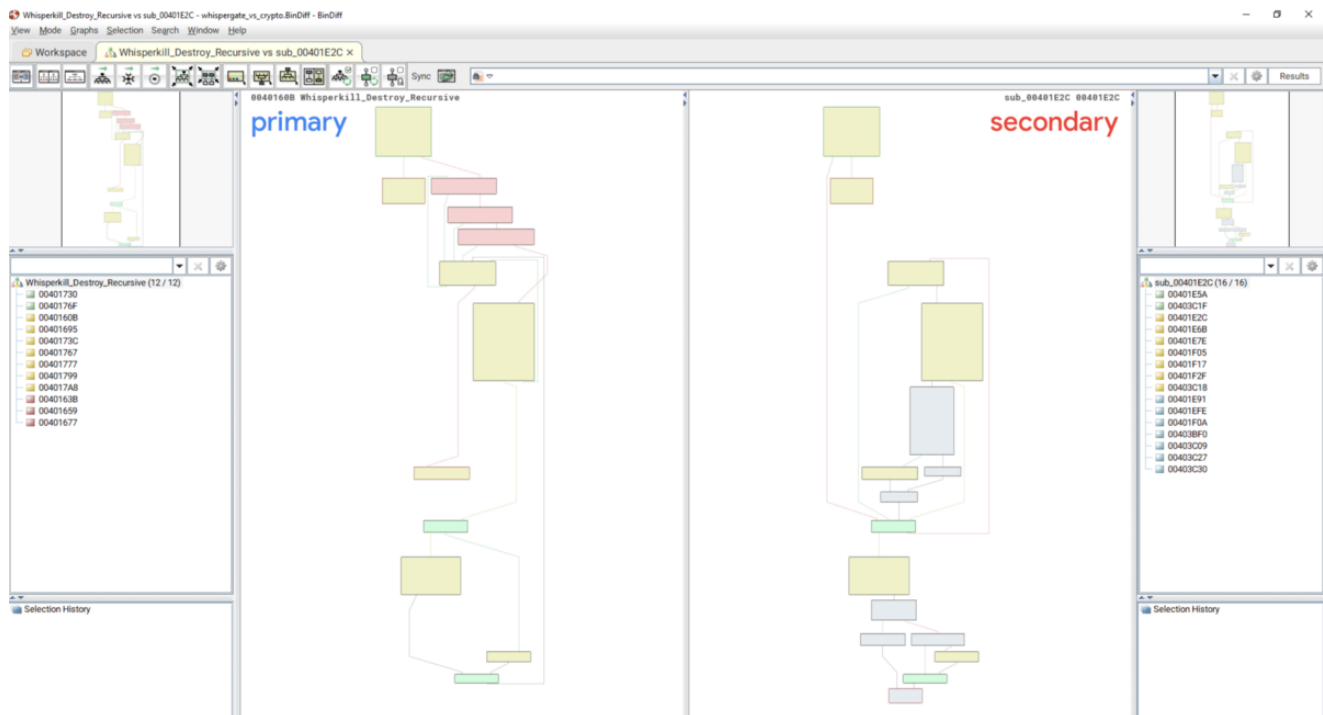 Whisperkill_Destroy_Recursive vs sub_00401E2C - whispergate_vs_crypto.BinDiff - BinDiff
View Mode Graphs Selection Search Window Help
Workspace
Whisperkill_Destroy_Recursive vs sub_00401E2C
Sync
Results
0040160B Whisperkill_Destroy_Recursive
primary
sub_00401E2C 00401E2C
secondary
Whisperkill_Destroy_Recursive (12 / 12)
00401730
0040176F
0040160B
00401695
0040173C
00401767
00401777
00401799
004017A8
0040163B
00401659
00401677
Selection History
sub_00401E2C (16 / 16)
00401E5A
00403C1F
00401E2C
00401E6B
00401E7E
00401F05
00401F17
00401F2F
00403C18
00401E91
00401EFE
00401F0A
00403BF0
00403C09
00403C27
00403C30
Selection History